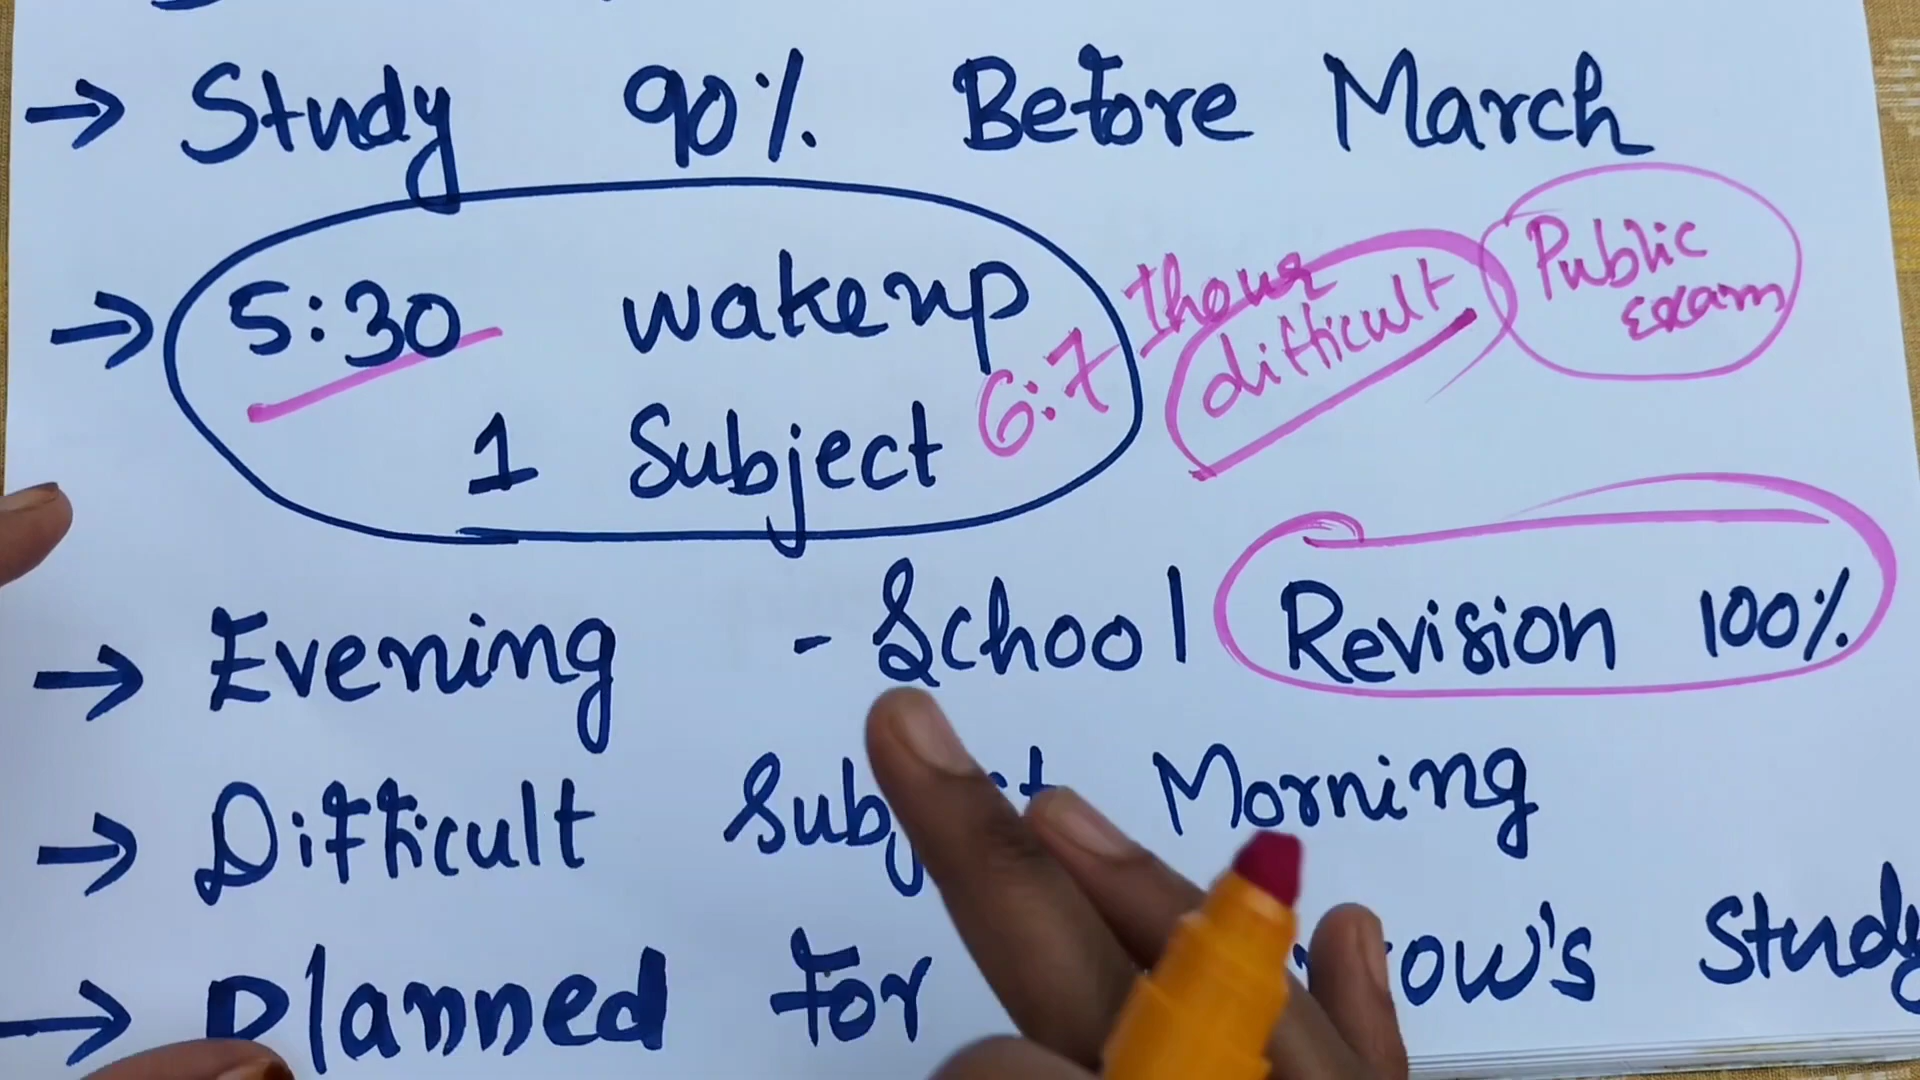 → Study 90% Before March
→ 5:30 wakeup
1 Subject
6:7
1hour
difficult
Public
exam
→ Evening - School Revision 100%
→ Difficult Morning
→ Planned for Study